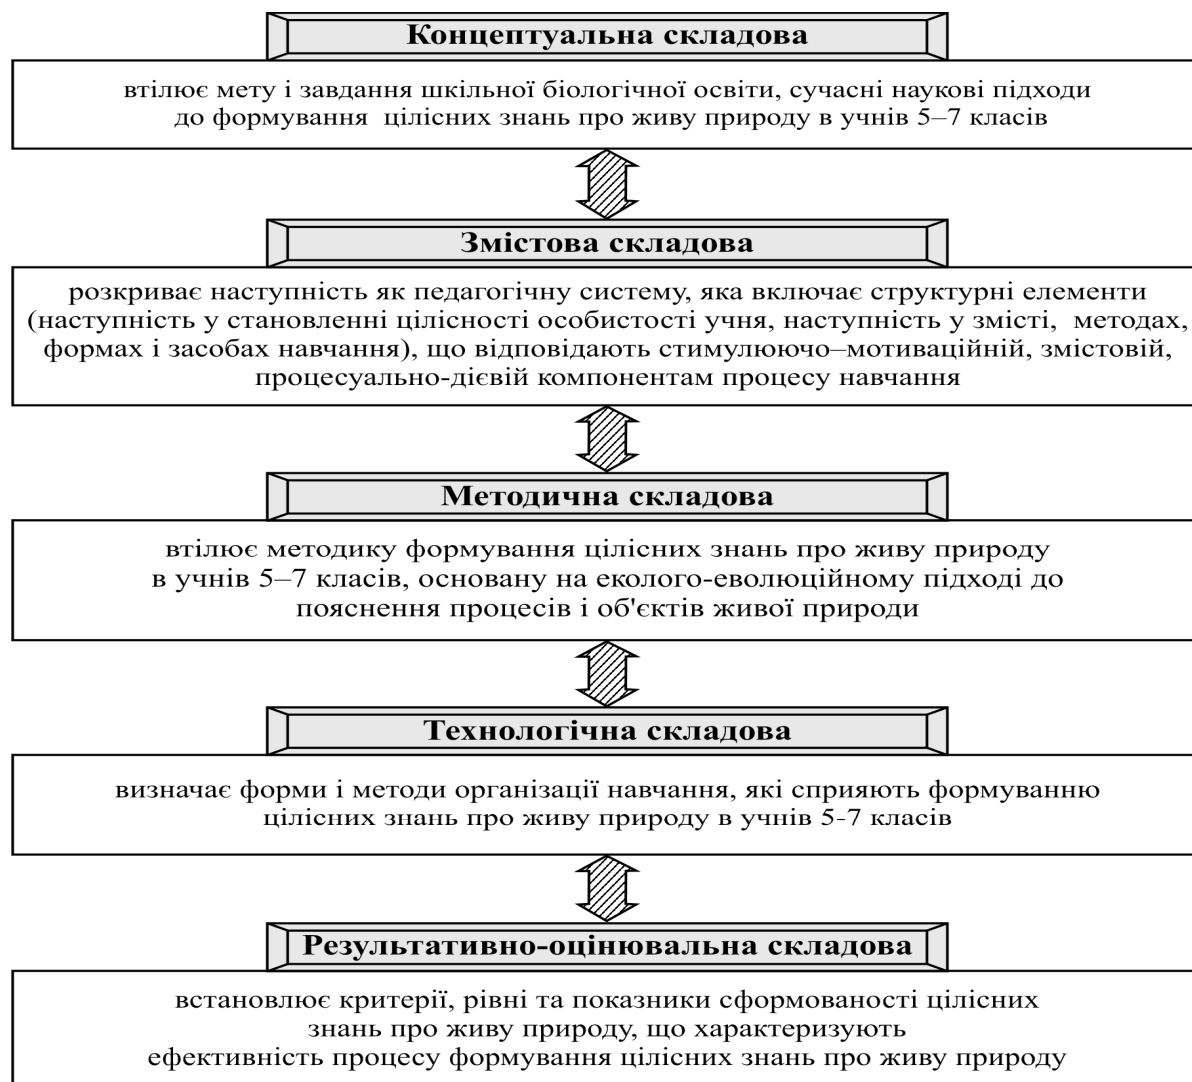 Концептуальна складова
втілює мету і завдання шкільної біологічної освіти, сучасні наукові підходи
до формування цілісних знань про живу природу в учнів 5–7 класів
Змістова складова
розкриває наступність як педагогічну систему, яка включає структурні елементи
(наступність у становленні цілісності особистості учня, наступність у змісті, методах,
формах і засобах навчання), що відповідають стимулюючо–мотиваційній, змістовій,
процесуально-дієвій компонентам процесу навчання
Методична складова
втілює методику формування цілісних знань про живу природу
в учнів 5–7 класів, основану на еколого-еволюційному підході до
пояснення процесів і об'єктів живої природи
Технологічна складова
визначає форми і методи організації навчання, які сприяють формуванню
цілісних знань про живу природу в учнів 5-7 класів
Результативно-оцінювальна складова
встановлює критерії, рівні та показники сформованості цілісних
знань про живу природу, що характеризують
ефективність процесу формування цілісних знань про живу природу